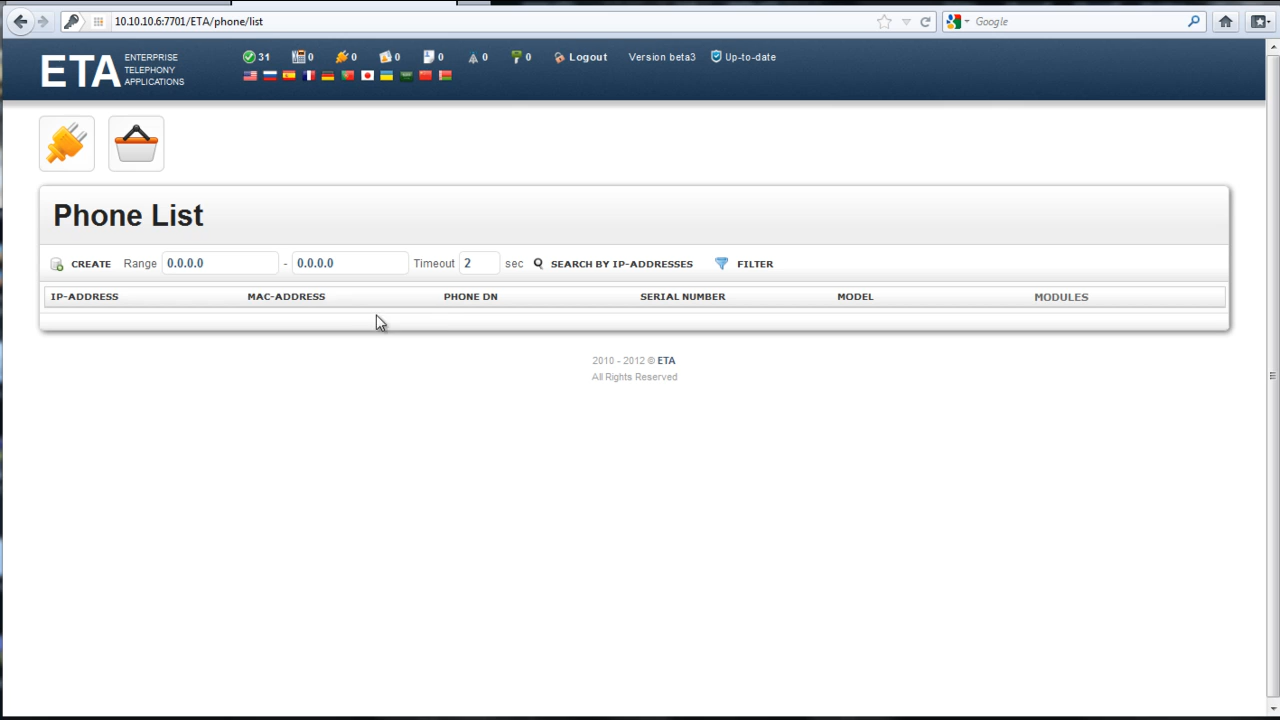 10.10.10.6:7701/ETA/phone/list
Google
ETA
ENTERPRISE
TELEPHONY
APPLICATIONS
31 0 0 0 0 0 0 Logout Version beta3 Up-to-date
Phone List
CREATE Range 0.0.0.0 - 0.0.0.0 Timeout 2 sec SEARCH BY IP-ADDRESSES FILTER
IP-ADDRESS MAC-ADDRESS PHONE DN SERIAL NUMBER MODEL MODULES
2010 - 2012 © ETA
All Rights Reserved